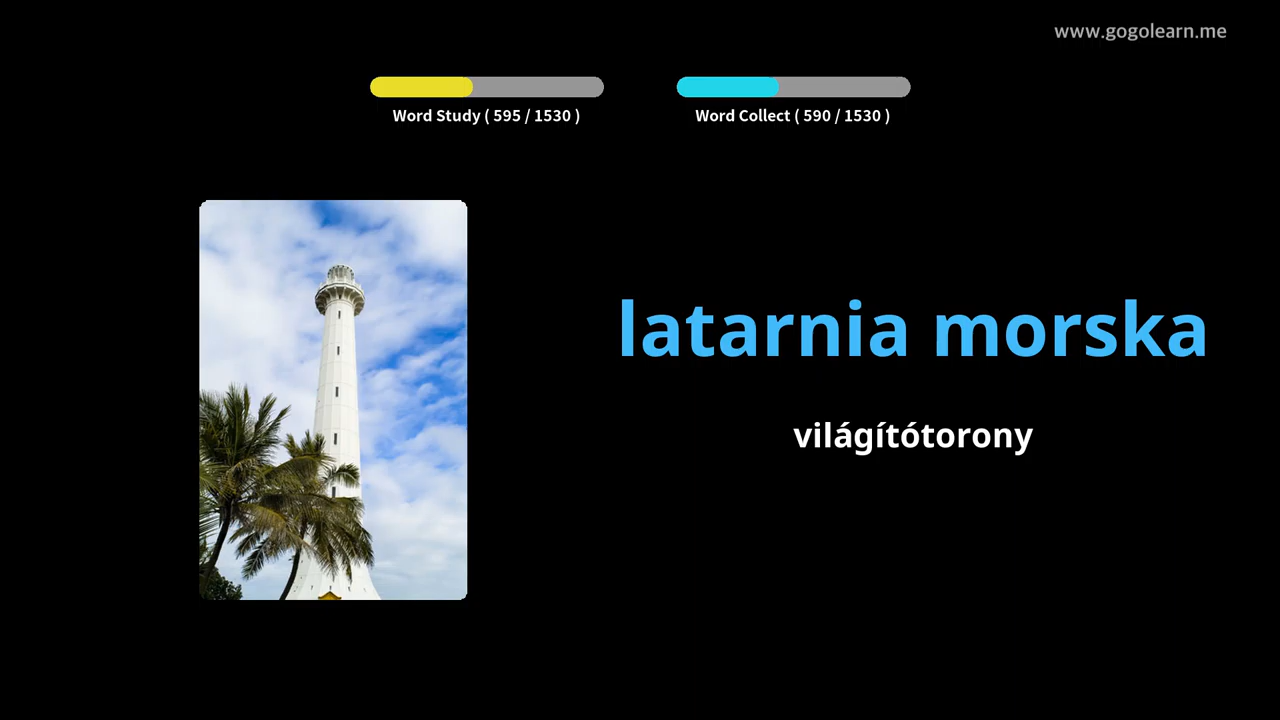 www.gogolearn.me
Word Study ( 595 / 1530 )
Word Collect ( 590 / 1530 )
latarnia morska
világítótorony